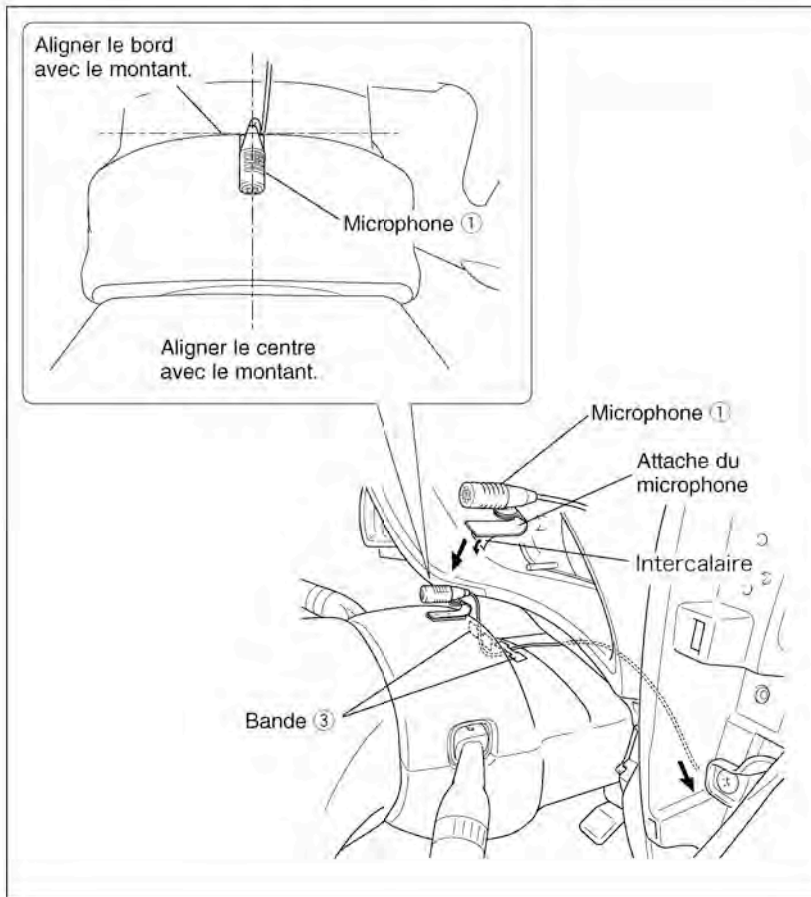 Aligner le bord
avec le montant.
Microphone ①
Aligner le centre
avec le montant.
Microphone ①
Attache du
microphone
Intercalaire
Bande ③